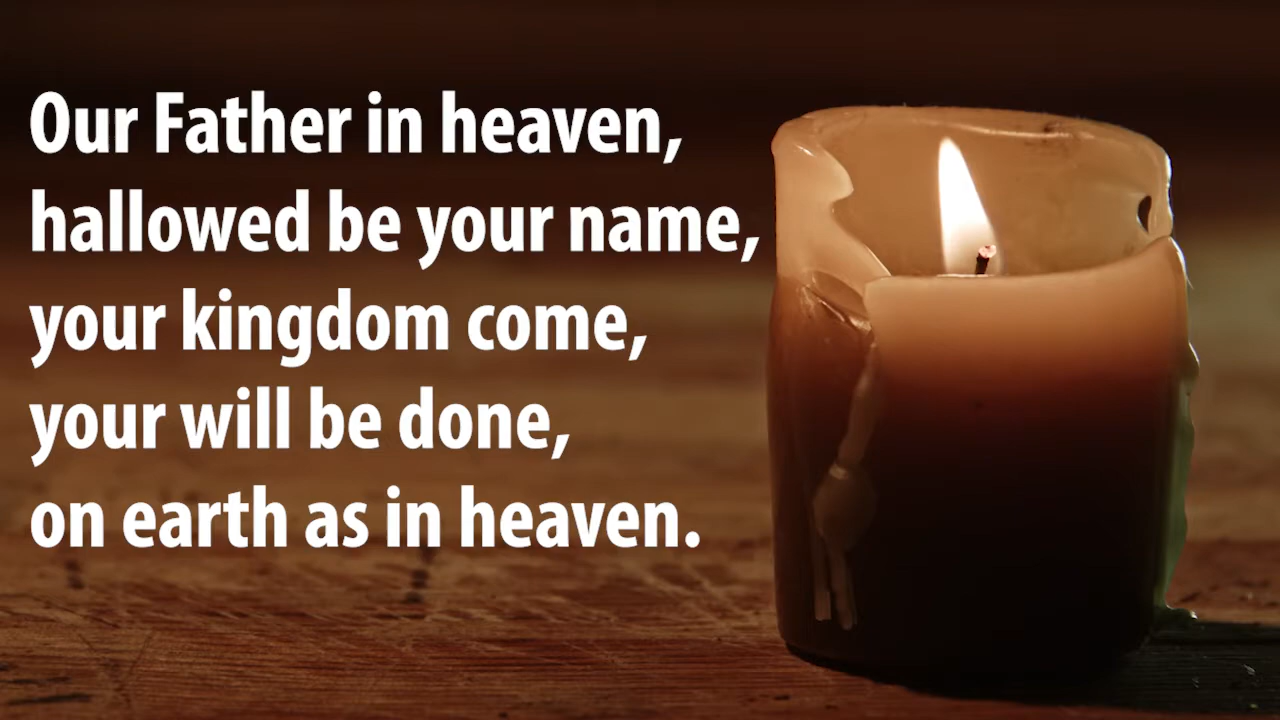 Our Father in heaven,
hallowed be your name,
your kingdom come,
your will be done,
on earth as in heaven.